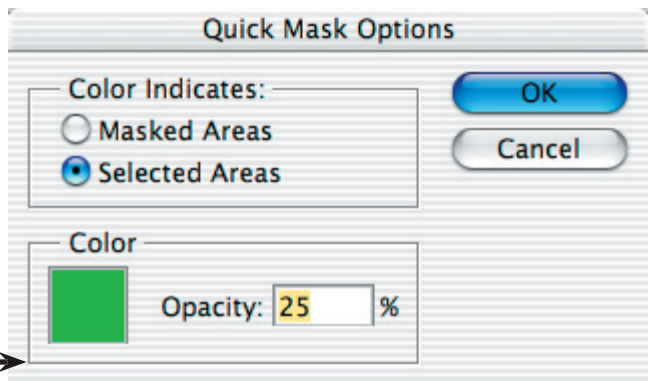 Quick Mask Options
Color Indicates:
Masked Areas
Selected Areas
OK
Cancel
Color
Opacity: 25 %